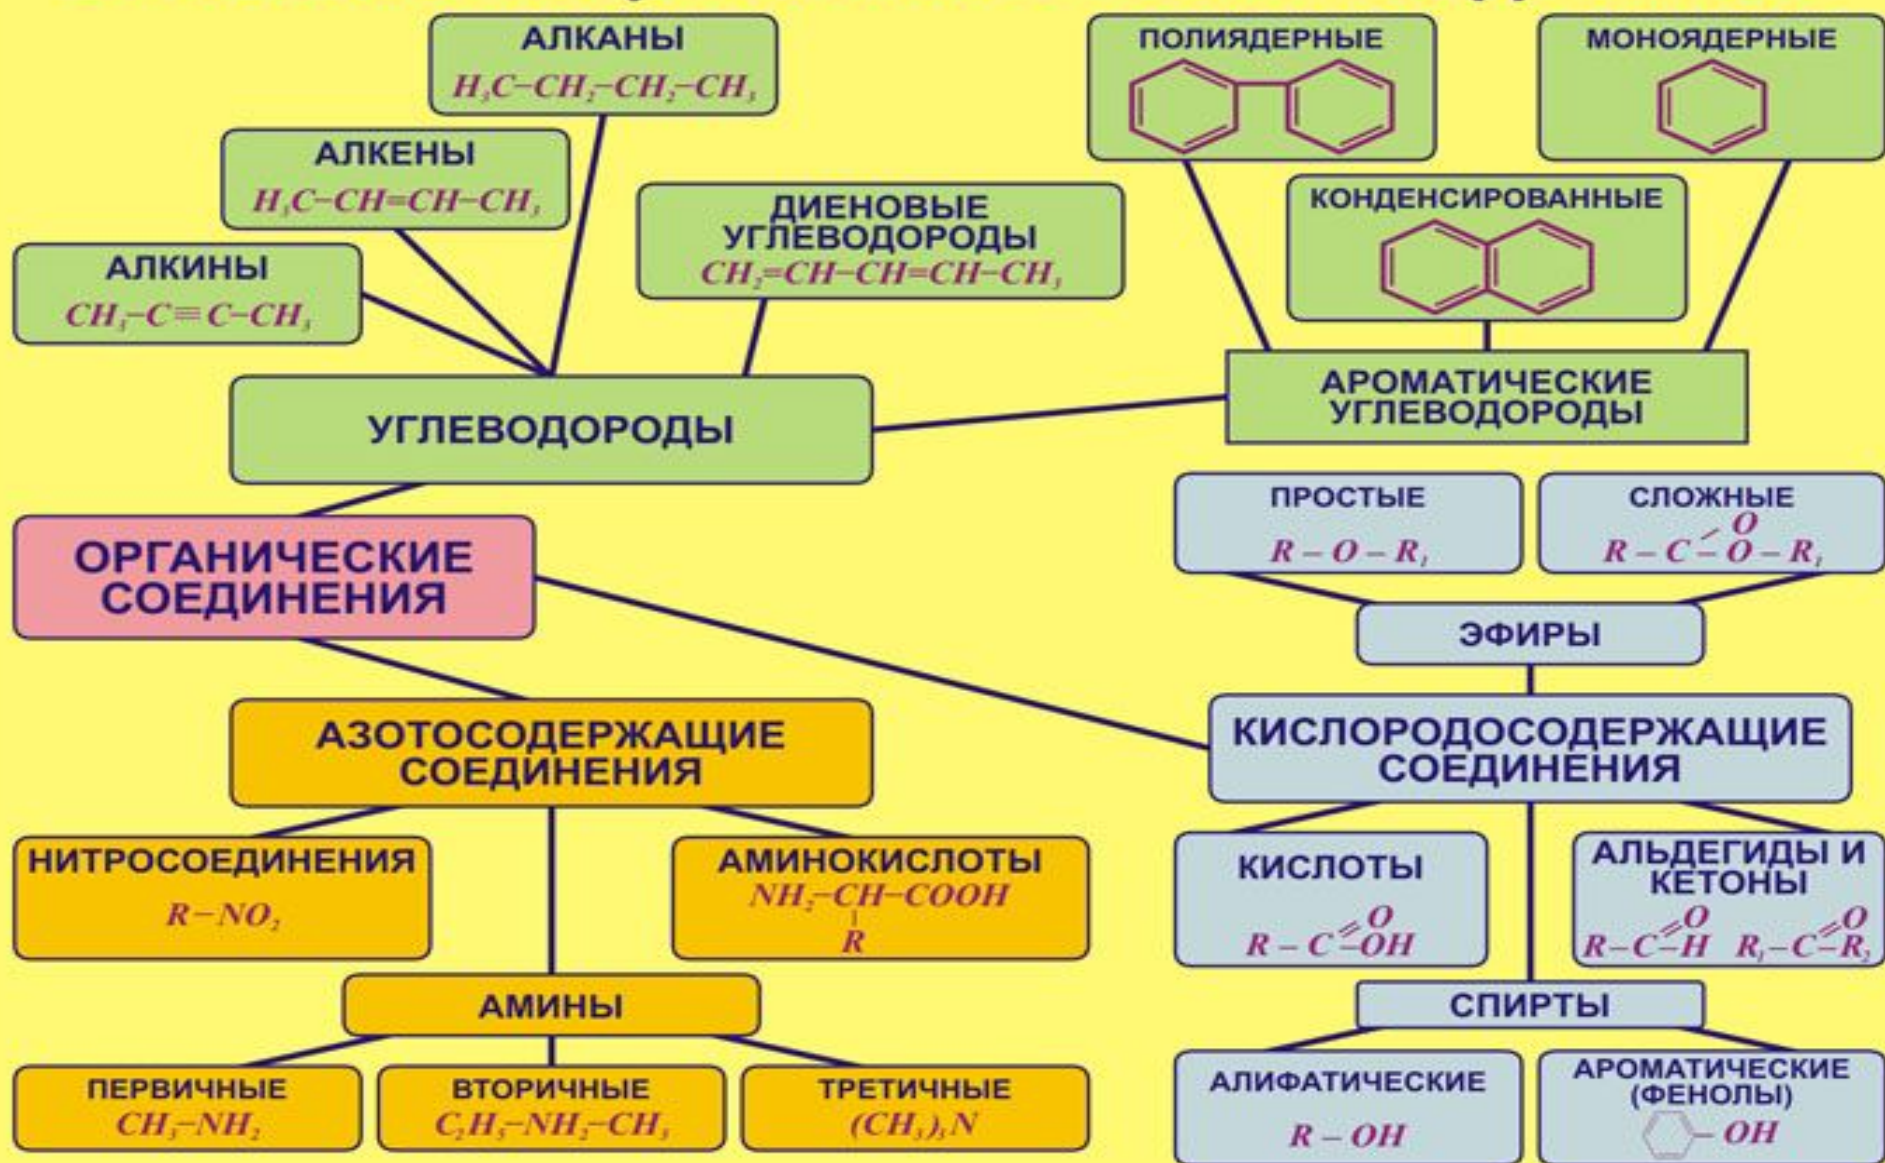 АЛКАНЫ
H₃C–CH₂–CH₂–CH₃
ПОЛИЯДЕРНЫЕ
МОНОЯДЕРНЫЕ
АЛКЕНЫ
H₃C–CH=CH–CH₃
ДИЕНОВЫЕ
УГЛЕВОДОРОДЫ
CH₂=CH–CH=CH–CH₃
КОНДЕНСИРОВАННЫЕ
АЛКИНЫ
CH₃–C≡C–CH₃
УГЛЕВОДОРОДЫ
АРОМАТИЧЕСКИЕ
УГЛЕВОДОРОДЫ
ОРГАНИЧЕСКИЕ
СОЕДИНЕНИЯ
ПРОСТЫЕ
R – O – R₁
СЛОЖНЫЕ
O
R – C – O – R₁
ЭФИРЫ
АЗОТОСОДЕРЖАЩИЕ
СОЕДИНЕНИЯ
КИСЛОРОДОСОДЕРЖАЩИЕ
СОЕДИНЕНИЯ
НИТРОСОЕДИНЕНИЯ
R–NO₂
АМИНОКИСЛОТЫ
NH₂–CH–COOH
R
КИСЛОТЫ
O
R – C –OH
АЛЬДЕГИДЫ И
КЕТОНЫ
O O
R–C–H R₁–C–R₂
АМИНЫ
СПИРТЫ
ПЕРВИЧНЫЕ
CH₃–NH₂
ВТОРИЧНЫЕ
C₂H₅–NH₂–CH₃
ТРЕТИЧНЫЕ
(CH₃)₃N
АЛИФАТИЧЕСКИЕ
R – OH
АРОМАТИЧЕСКИЕ
(ФЕНОЛЫ)
– OH